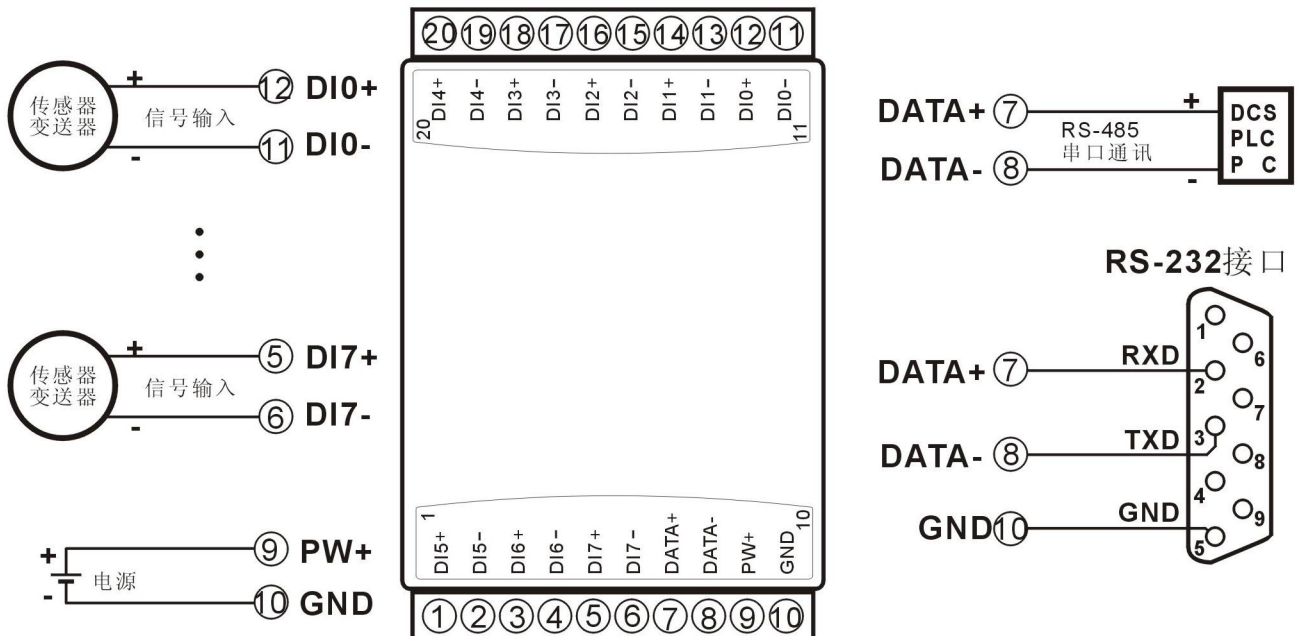 ⑳⑲⑱⑰⑯⑮⑭⑬⑫⑪
DI4+ DI4- DI3+ DI3- DI2+ DI2- DI1+ DI1- DI0+ DI0-
20 11
+
传感器
变送器
信号输入
-
⑫ DI0+
⑪ DI0-
+
传感器
变送器
信号输入
-
⑤ DI7+
⑥ DI7-
+
电源
-
⑨ PW+
⑩ GND
1 10
DI5+ DI5- DI6+ DI6- DI7+ DI7- DATA+ DATA- PW+ GND
①②③④⑤⑥⑦⑧⑨⑩
DATA+ ⑦
RS-485
串口通讯
DATA- ⑧
+
-
DCS
PLC
P C
RS-232接口
DATA+ ⑦ RXD
DATA- ⑧ TXD
GND ⑩ GND
1
6
2
7
3
8
4
9
5